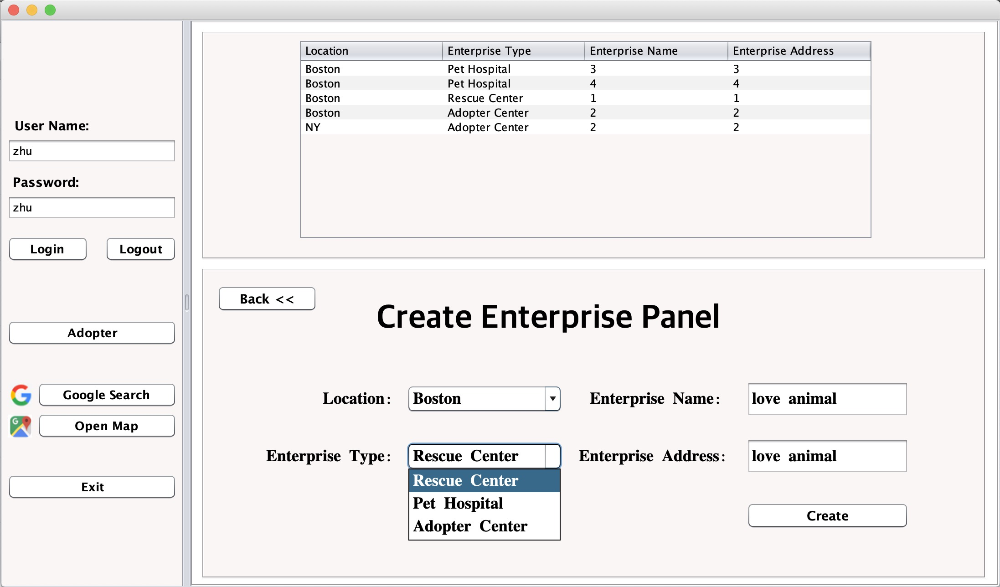 User Name:
zhu
Password:
zhu
Login Logout
Adopter
Google Search
G
Open Map
Exit
Location Enterprise Type Enterprise Name Enterprise Address
Boston Pet Hospital 3 3
Boston Pet Hospital 4 4
Boston Rescue Center 1 1
Boston Adopter Center 2 2
NY Adopter Center 2 2
Back <<
Create Enterprise Panel
Location: Boston Enterprise Name: love animal
Enterprise Type: Rescue Center Enterprise Address: love animal
Rescue Center
Pet Hospital
Adopter Center
Create